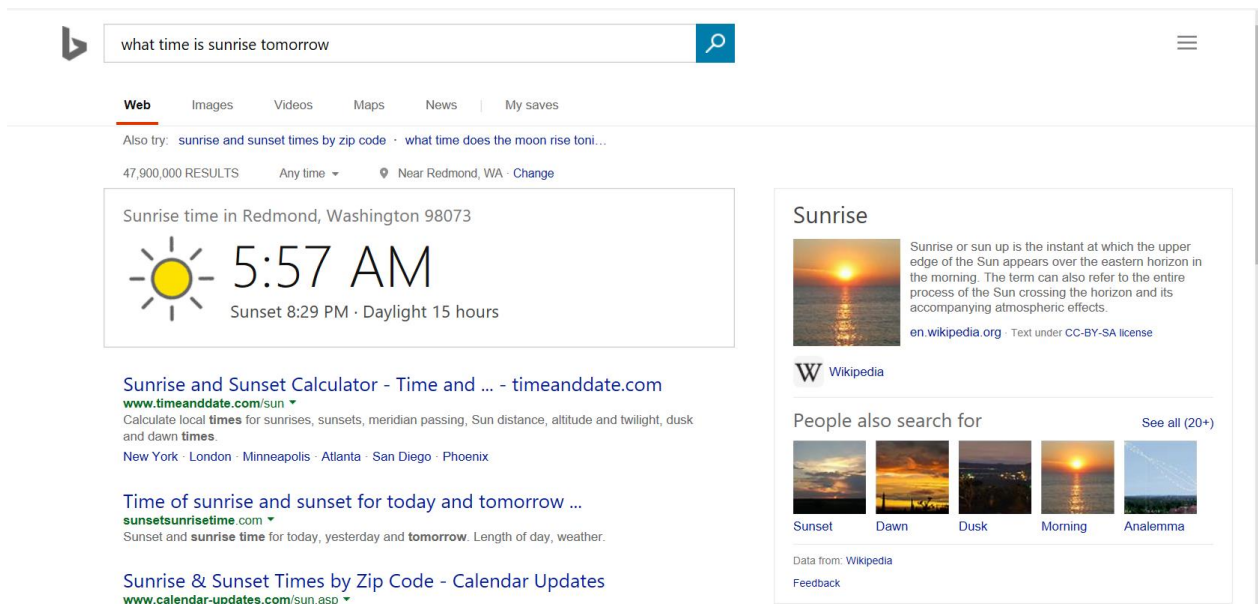 what time is sunrise tomorrow
Web Images Videos Maps News | My saves
Also try: sunrise and sunset times by zip code · what time does the moon rise toni...
47,900,000 RESULTS Any time Near Redmond, WA · Change
Sunrise time in Redmond, Washington 98073
5:57 AM
Sunset 8:29 PM · Daylight 15 hours
Sunrise and Sunset Calculator - Time and ... - timeanddate.com
www.timeanddate.com/sun
Calculate local times for sunrises, sunsets, meridian passing, Sun distance, altitude and twilight, dusk
and dawn times.
New York · London · Minneapolis · Atlanta · San Diego · Phoenix
Time of sunrise and sunset for today and tomorrow ...
sunsetsunrisetime.com
Sunset and sunrise time for today, yesterday and tomorrow. Length of day, weather.
Sunrise & Sunset Times by Zip Code - Calendar Updates
www.calendar-updates.com/sun.asp
Sunrise
Sunrise or sun up is the instant at which the upper
edge of the Sun appears over the eastern horizon in
the morning. The term can also refer to the entire
process of the Sun crossing the horizon and its
accompanying atmospheric effects.
en.wikipedia.org · Text under CC-BY-SA license
W Wikipedia
People also search for See all (20+)
Sunset Dawn Dusk Morning Analemma
Data from: Wikipedia
Feedback